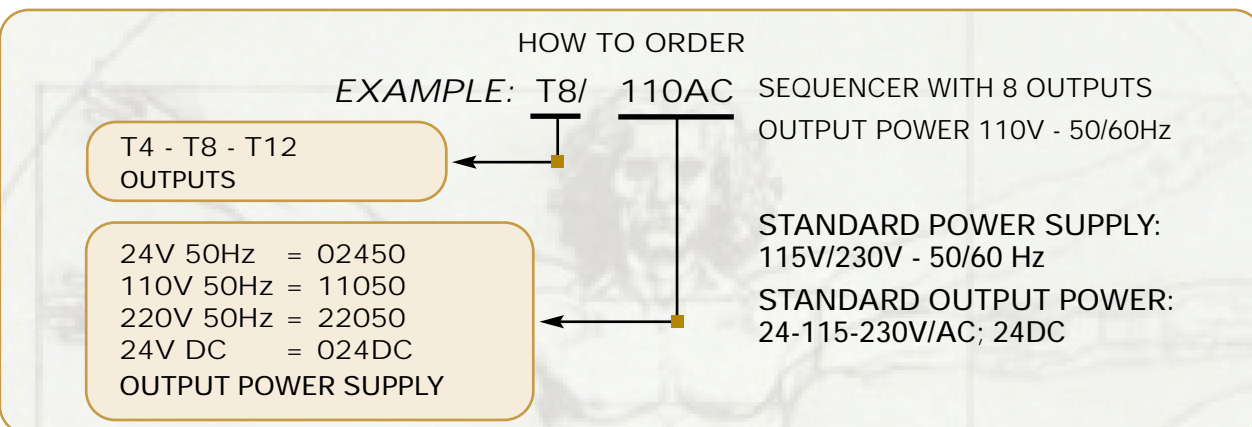 HOW TO ORDER
EXAMPLE: T8/ 110AC
SEQUENCER WITH 8 OUTPUTS
OUTPUT POWER 110V - 50/60Hz
T4 - T8 - T12
OUTPUTS
24V 50Hz = 02450
110V 50Hz = 11050
220V 50Hz = 22050
24V DC = 024DC
OUTPUT POWER SUPPLY
STANDARD POWER SUPPLY:
115V/230V - 50/60 Hz
STANDARD OUTPUT POWER:
24-115-230V/AC; 24DC